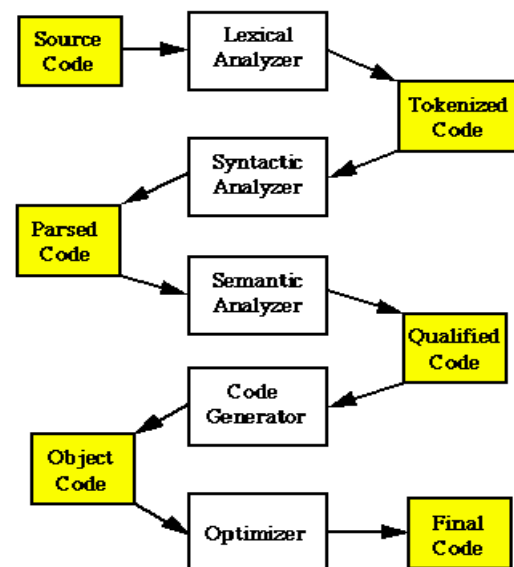 Source
Code
Lexical
Analyzer
Tokenized
Code
Syntactic
Analyzer
Parsed
Code
Semantic
Analyzer
Qualified
Code
Code
Generator
Object
Code
Optimizer
Final
Code